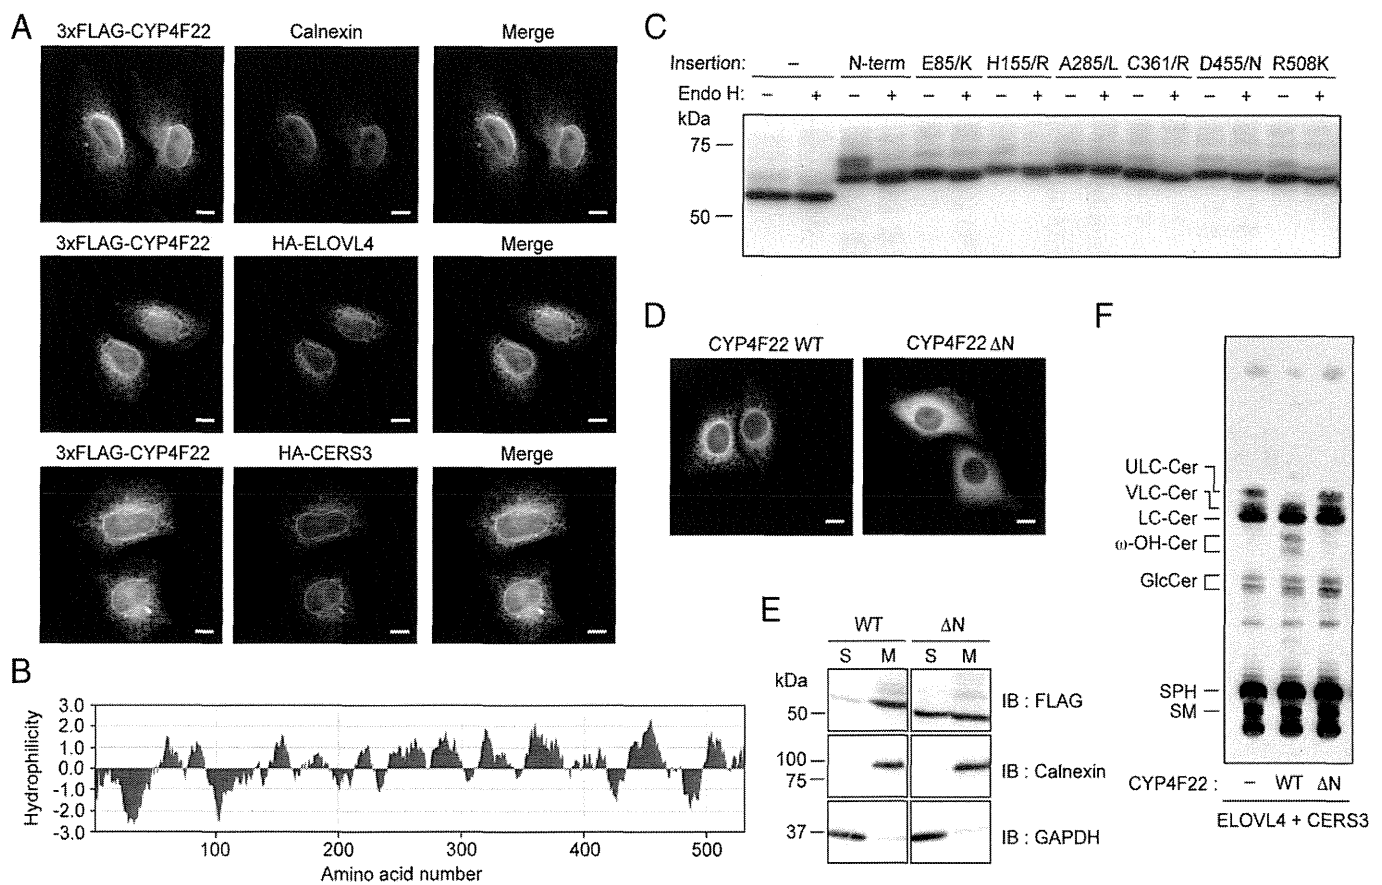 A
3xFLAG-CYP4F22 Calnexin Merge
3xFLAG-CYP4F22 HA-ELOVL4 Merge
3xFLAG-CYP4F22 HA-CERS3 Merge
B
Hydrophilicity
3.0
2.0
1.0
0.0
-1.0
-2.0
-3.0
100 200 300 400 500
Amino acid number
C
Insertion: – N-term E85/K H155/R A285/L C361/R D455/N R508K
Endo H: – + – + – + – + – + – + – + – +
kDa
75
50
D
CYP4F22 WT CYP4F22 ΔN
E
WT ΔN
S M S M
kDa
50 IB : FLAG
100
75 IB : Calnexin
37 IB : GAPDH
F
ULC-Cer
VLC-Cer
LC-Cer
ω-OH-Cer
GlcCer
SPH
SM
CYP4F22 : – WT ΔN
ELOVL4 + CERS3